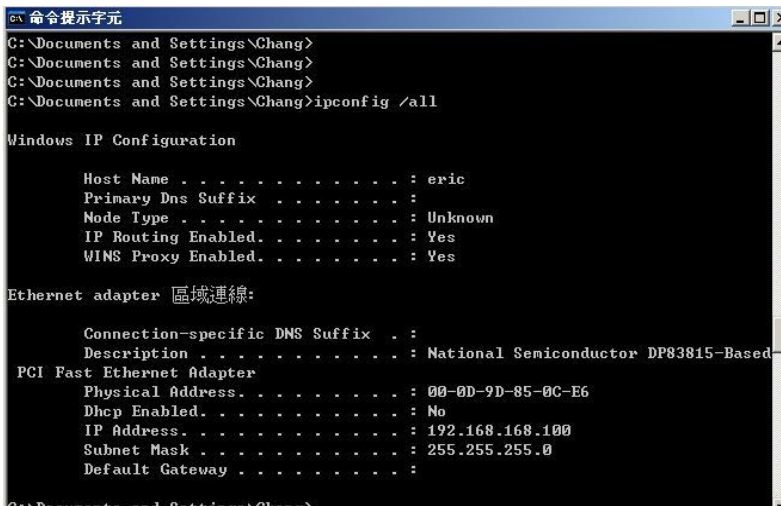 命令提示字元
C:\Documents and Settings\Chang>
C:\Documents and Settings\Chang>
C:\Documents and Settings\Chang>
C:\Documents and Settings\Chang>ipconfig /all
Windows IP Configuration
Host Name . . . . . . . . . . . . : eric
Primary Dns Suffix . . . . . . . :
Node Type . . . . . . . . . . . . : Unknown
IP Routing Enabled. . . . . . . . : Yes
WINS Proxy Enabled. . . . . . . . : Yes
Ethernet adapter 區域連線:
Connection-specific DNS Suffix . :
Description . . . . . . . . . . . : National Semiconductor DP83815-Based
PCI Fast Ethernet Adapter
Physical Address. . . . . . . . . : 00-0D-9D-85-0C-E6
Dhcp Enabled. . . . . . . . . . . : No
IP Address. . . . . . . . . . . . : 192.168.168.100
Subnet Mask . . . . . . . . . . . : 255.255.255.0
Default Gateway . . . . . . . . . :
C:\Documents and Settings\Chang>